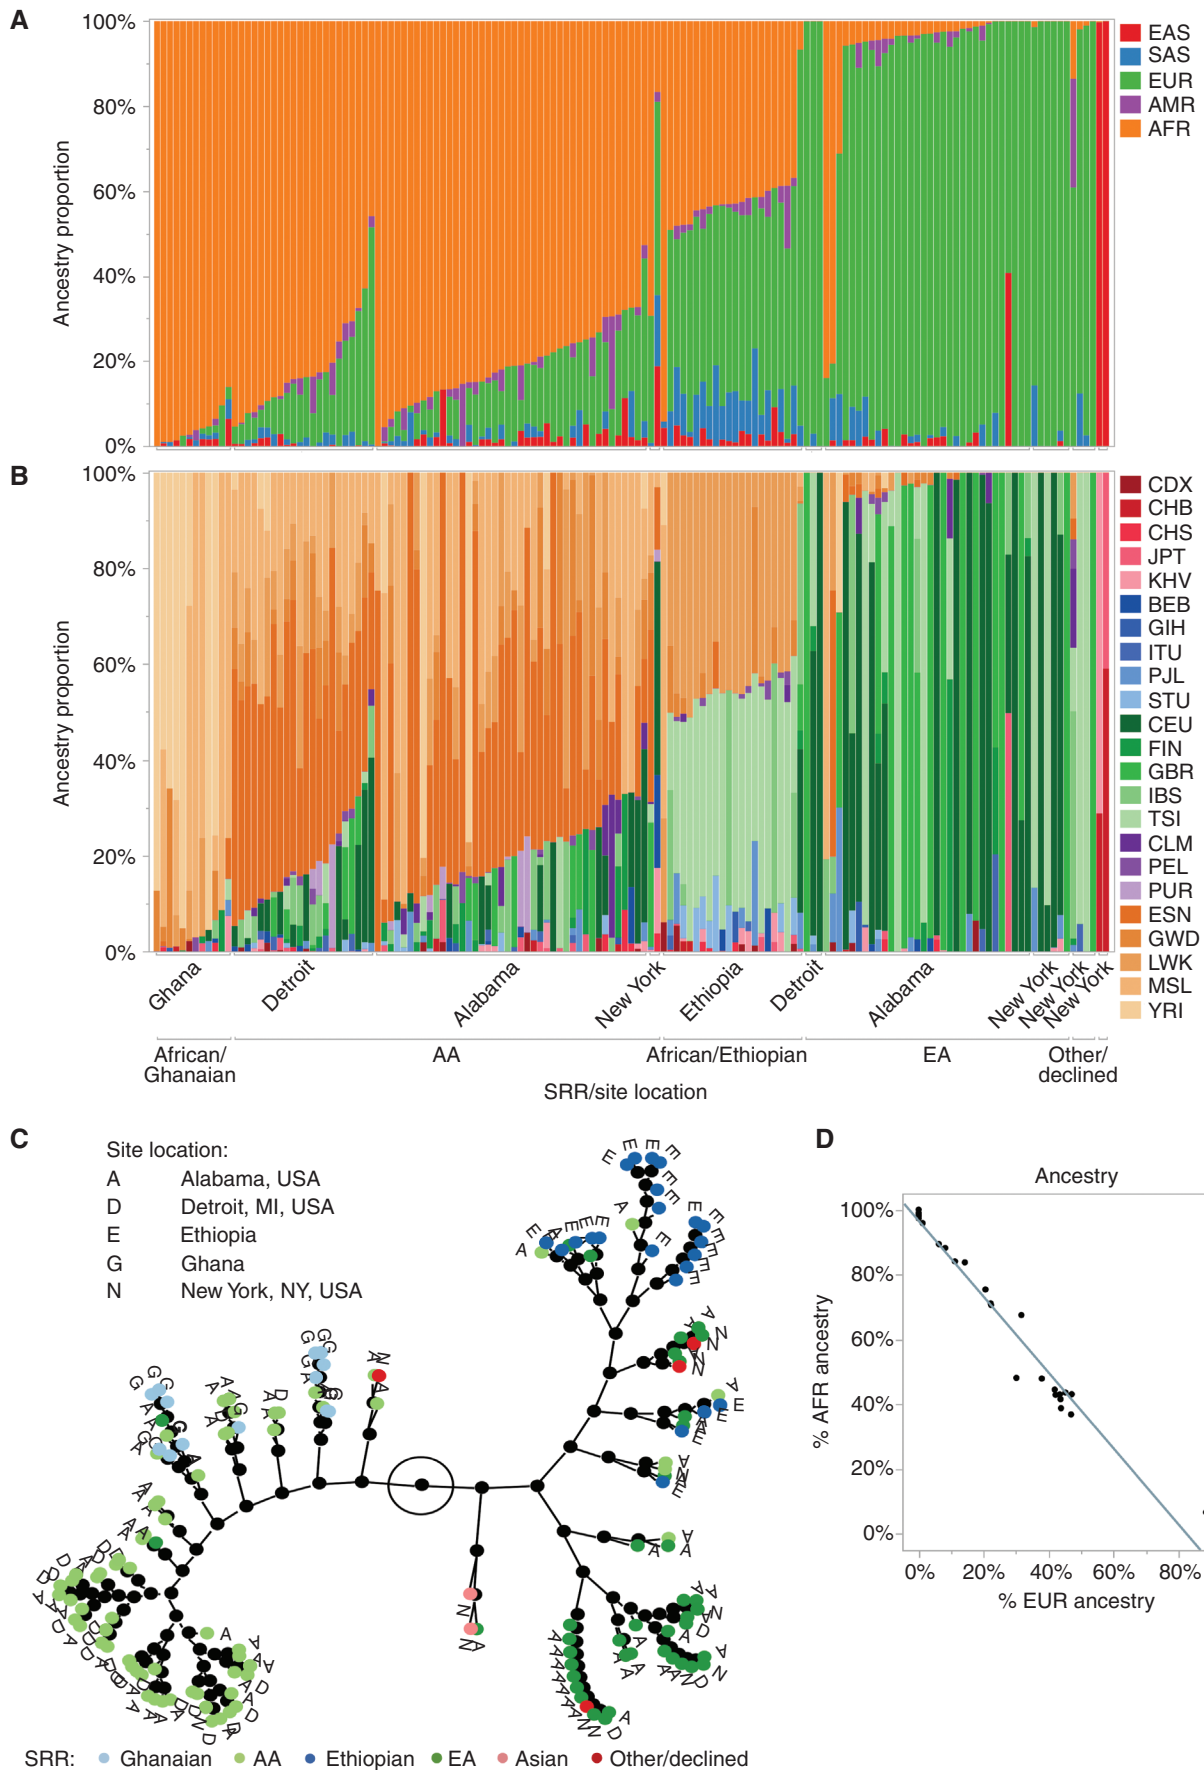 A
100%
80%
60%
40%
20%
0%
Ancestry proportion
EAS
SAS
EUR
AMR
AFR
B
100%
80%
60%
40%
20%
0%
Ancestry proportion
CDX
CHB
CHS
JPT
KHV
BEB
GIH
ITU
PJL
STU
CEU
FIN
GBR
IBS
TSI
CLM
PEL
PUR
ESN
GWD
LWK
MSL
YRI
Ghana
Detroit
Alabama
New York
Ethiopia
Detroit
Alabama
New York
New York
New York
African/
Ghanaian
AA
African/Ethiopian
EA
Other/
declined
SRR/site location
C
Site location:
A Alabama, USA
D Detroit, MI, USA
E Ethiopia
G Ghana
N New York, NY, USA
SRR: Ghanaian AA Ethiopian EA Asian Other/declined
D
Ancestry
100%
80%
60%
40%
20%
0%
% AFR ancestry
0% 20% 40% 60% 80%
% EUR ancestry